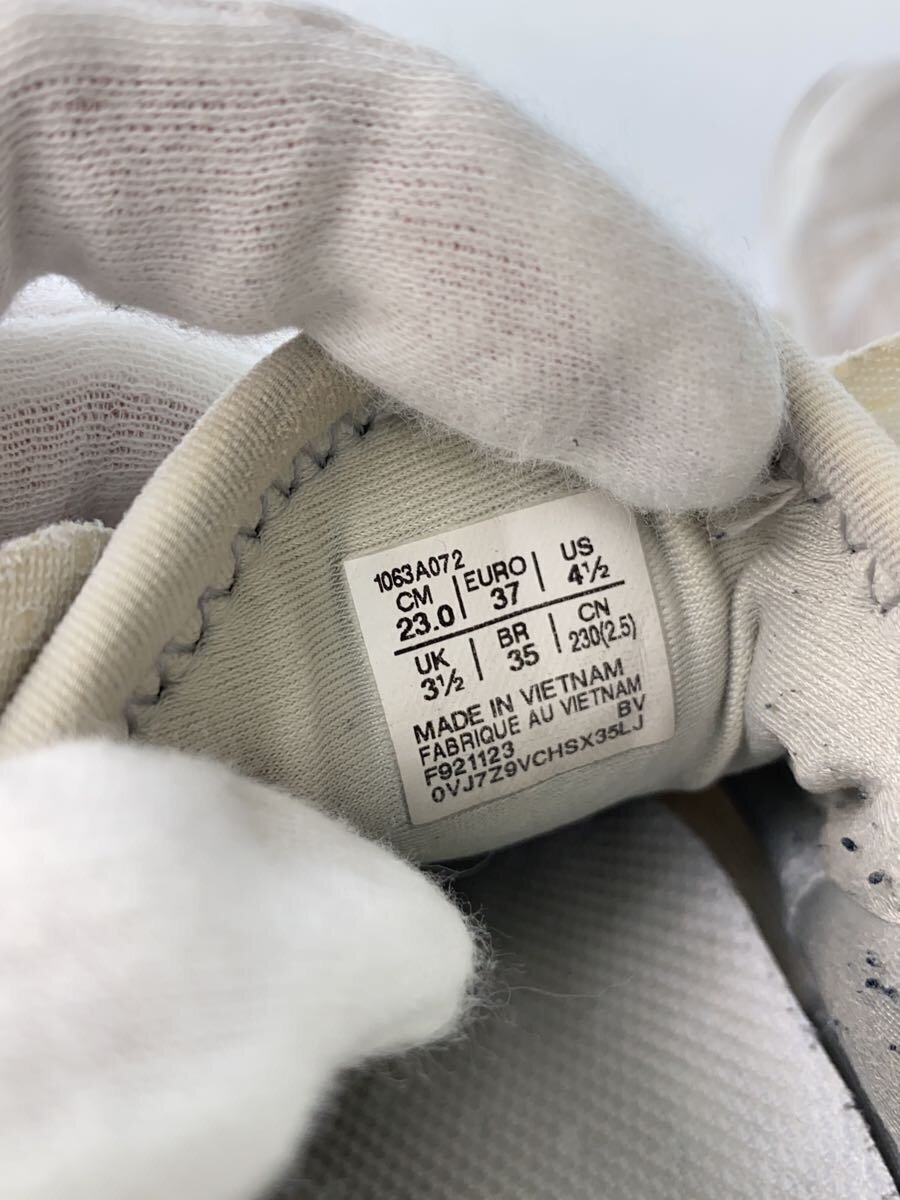 1063A072
CM EURO US
23.0 37 4½
UK BR CN
3½ 35 230(2.5)
MADE IN VIETNAM
FABRIQUE AU VIETNAM
F921123 BV
0VJ7Z9VCHSX35LJ